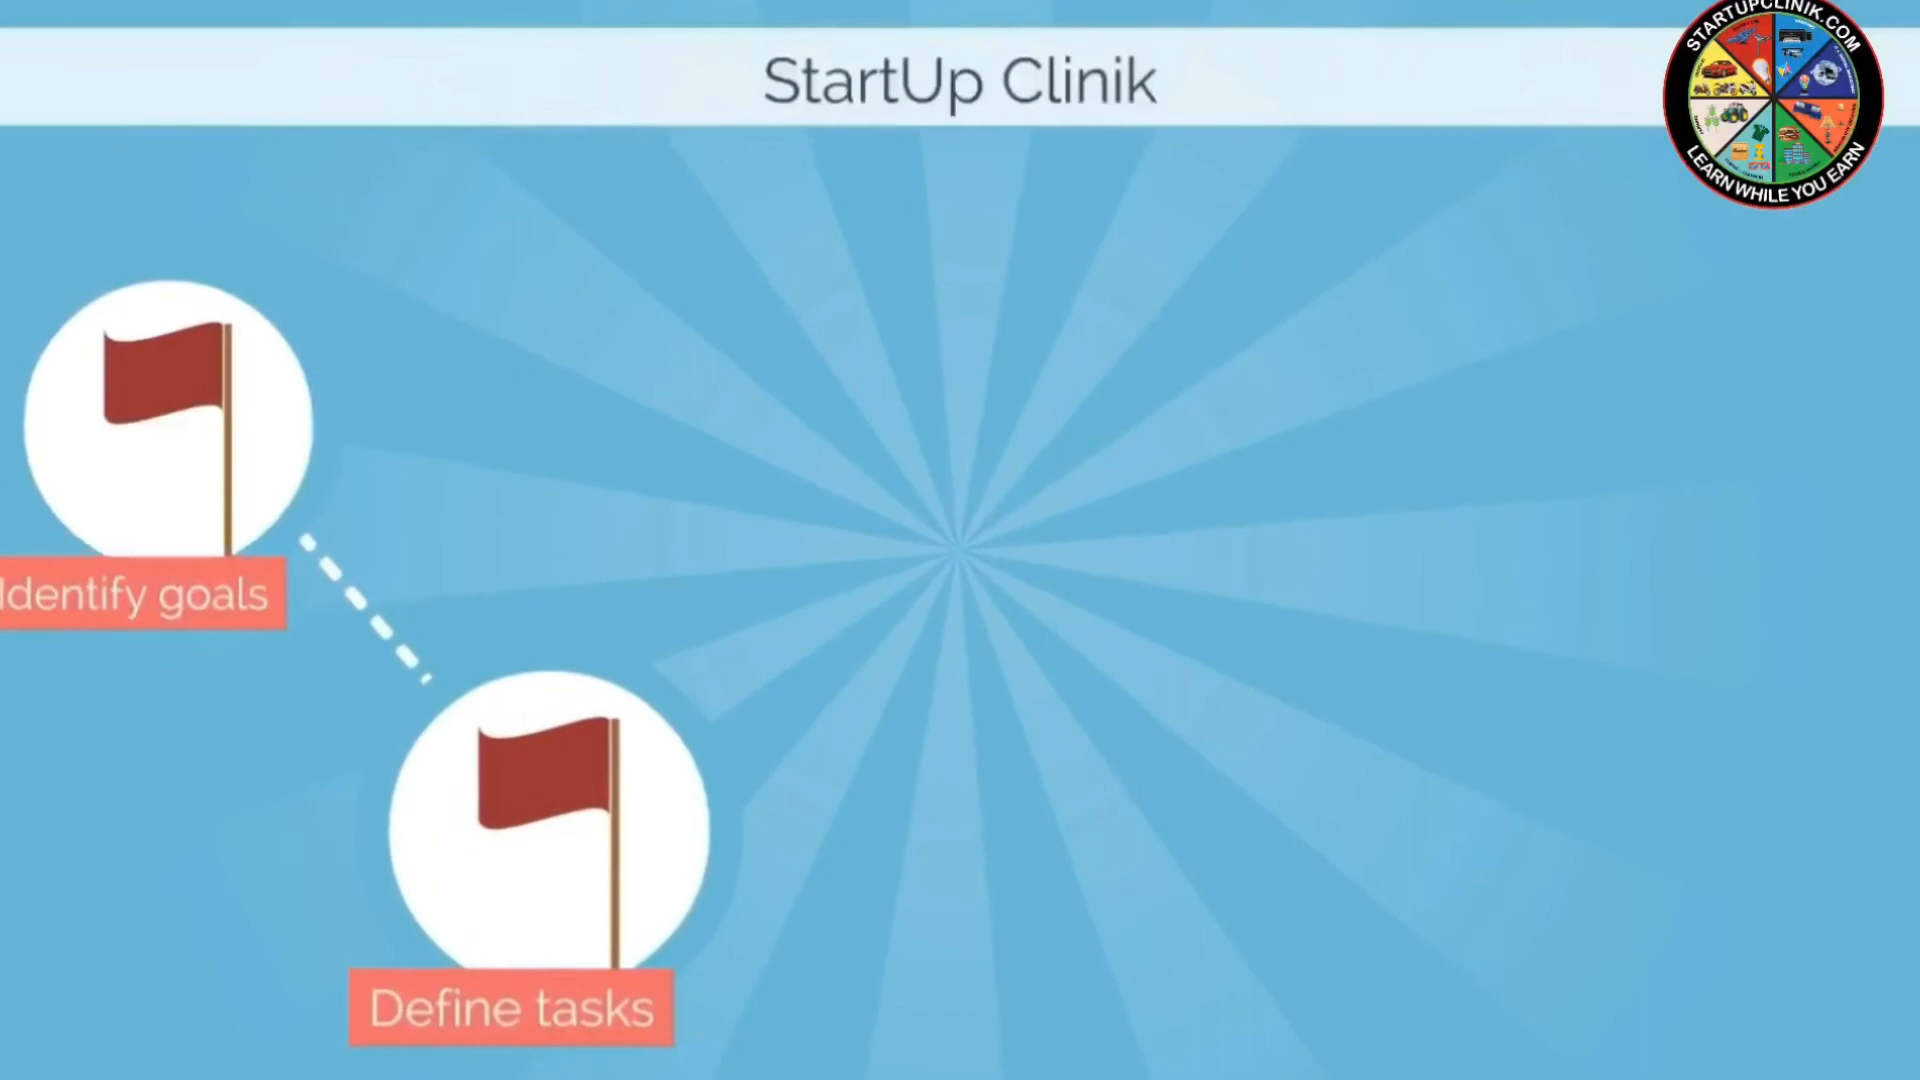 StartUp Clinik
STARTUPCLINIK.COM
LEARN WHILE YOU EARN
Identify goals
Define tasks